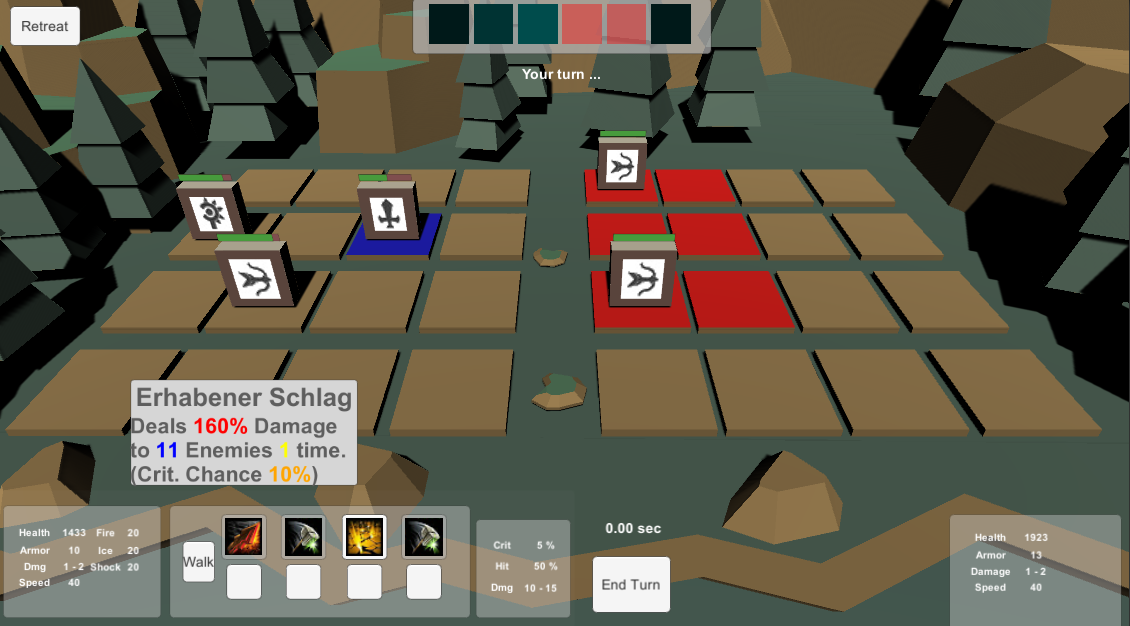 Retreat
Your turn ...
Erhabener Schlag
Deals 160% Damage
to 11 Enemies 1 time.
(Crit. Chance 10%)
Health 1433 Fire 20
Armor 10 Ice 20
Dmg 1 - 2 Shock 20
Speed 40
Walk
Crit 5 %
Hit 50 %
Dmg 10 - 15
0.00 sec
End Turn
Health 1923
Armor 13
Damage 1 - 2
Speed 40